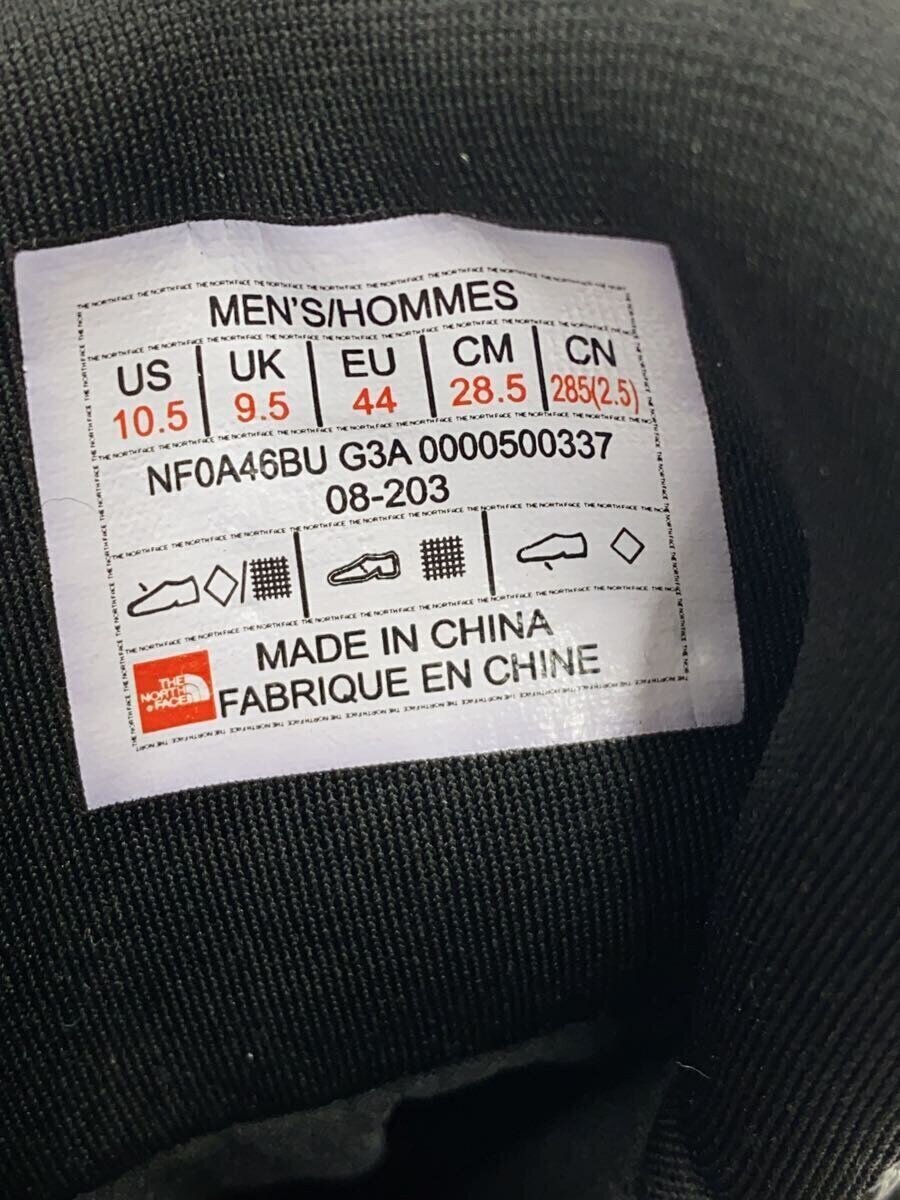 MEN'S/HOMMES
US UK EU CM CN
10.5 9.5 44 28.5 285(2.5)
NF0A46BU G3A 0000500337
08-203
MADE IN CHINA
FABRIQUE EN CHINE
THE
NORTH
FACE